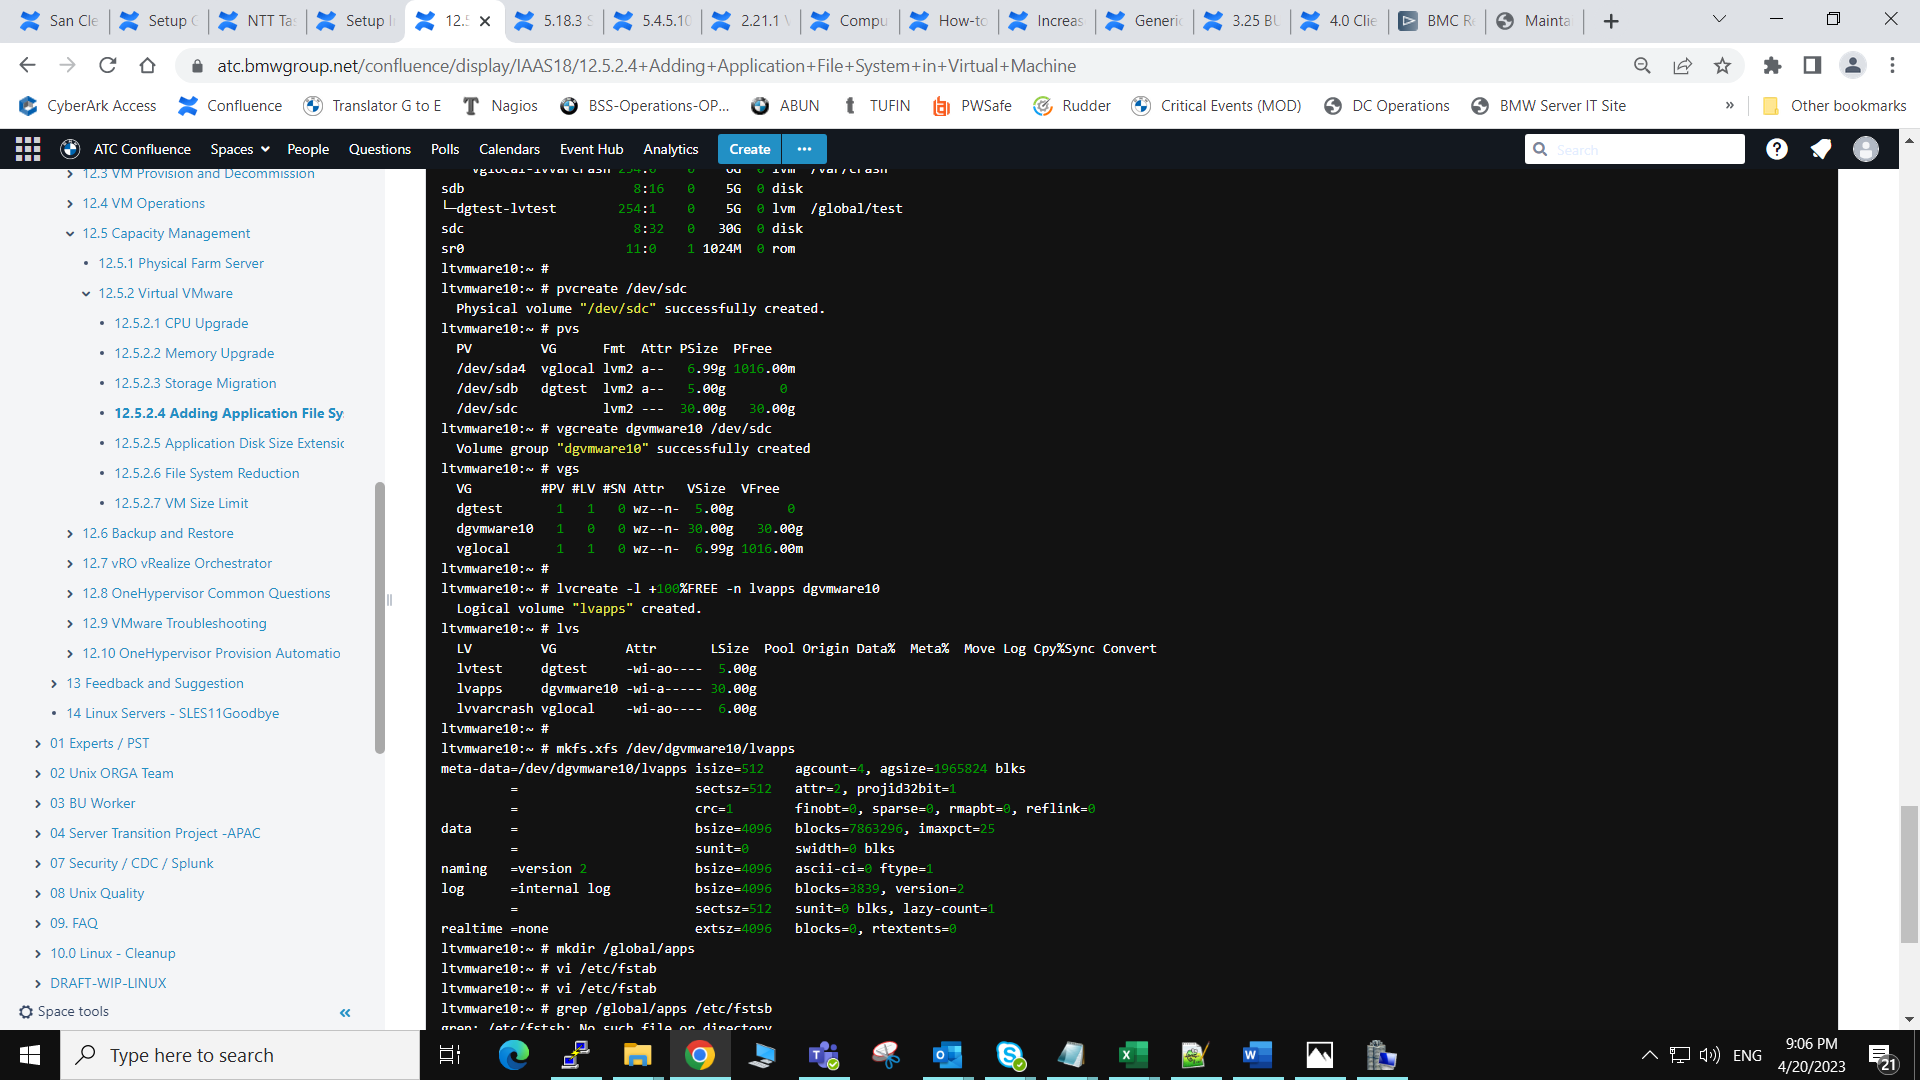 San Cle
Setup C
NTT Tas
Setup In
12.5
5.18.3 S
5.4.5.10
2.21.1 V
Compu
How-to
Increas
Generic
3.25 BU
4.0 Clie
BMC Re
Mainta
atc.bmwgroup.net/confluence/display/IAAS18/12.5.2.4+Adding+Application+File+System+in+Virtual+Machine
CyberArk Access
Confluence
Translator G to E
Nagios
BSS-Operations-OP...
ABUN
TUFIN
PWSafe
Rudder
Critical Events (MOD)
DC Operations
BMW Server IT Site
»
Other bookmarks
ATC Confluence
Spaces
People
Questions
Polls
Calendars
Event Hub
Analytics
Create
Search
12.3 VM Provision and Decommission
12.4 VM Operations
12.5 Capacity Management
12.5.1 Physical Farm Server
12.5.2 Virtual VMware
12.5.2.1 CPU Upgrade
12.5.2.2 Memory Upgrade
12.5.2.3 Storage Migration
12.5.2.4 Adding Application File Sy
12.5.2.5 Application Disk Size Extensic
12.5.2.6 File System Reduction
12.5.2.7 VM Size Limit
12.6 Backup and Restore
12.7 vRO vRealize Orchestrator
12.8 OneHypervisor Common Questions
12.9 VMware Troubleshooting
12.10 OneHypervisor Provision Automatio
13 Feedback and Suggestion
14 Linux Servers - SLES11Goodbye
01 Experts / PST
02 Unix ORGA Team
03 BU Worker
04 Server Transition Project -APAC
07 Security / CDC / Splunk
08 Unix Quality
09. FAQ
10.0 Linux - Cleanup
DRAFT-WIP-LINUX
Space tools
«
vglocal-lvvarcrash 254:0 0 6G 0 lvm /var/crash
sdb 8:16 0 5G 0 disk
└─dgtest-lvtest 254:1 0 5G 0 lvm /global/test
sdc 8:32 0 30G 0 disk
sr0 11:0 1 1024M 0 rom
ltvmware10:~ #
ltvmware10:~ # pvcreate /dev/sdc
Physical volume "/dev/sdc" successfully created.
ltvmware10:~ # pvs
PV VG Fmt Attr PSize PFree
/dev/sda4 vglocal lvm2 a-- 6.99g 1016.00m
/dev/sdb dgtest lvm2 a-- 5.00g 0
/dev/sdc lvm2 --- 30.00g 30.00g
ltvmware10:~ # vgcreate dgvmware10 /dev/sdc
Volume group "dgvmware10" successfully created
ltvmware10:~ # vgs
VG #PV #LV #SN Attr VSize VFree
dgtest 1 1 0 wz--n- 5.00g 0
dgvmware10 1 0 0 wz--n- 30.00g 30.00g
vglocal 1 1 0 wz--n- 6.99g 1016.00m
ltvmware10:~ #
ltvmware10:~ # lvcreate -l +100%FREE -n lvapps dgvmware10
Logical volume "lvapps" created.
ltvmware10:~ # lvs
LV VG Attr LSize Pool Origin Data% Meta% Move Log Cpy%Sync Convert
lvtest dgtest -wi-ao---- 5.00g
lvapps dgvmware10 -wi-a----- 30.00g
lvvarcrash vglocal -wi-ao---- 6.00g
ltvmware10:~ #
ltvmware10:~ # mkfs.xfs /dev/dgvmware10/lvapps
meta-data=/dev/dgvmware10/lvapps isize=512 agcount=4, agsize=1965824 blks
= sectsz=512 attr=2, projid32bit=1
= crc=1 finobt=0, sparse=0, rmapbt=0, reflink=0
data = bsize=4096 blocks=7863296, imaxpct=25
= sunit=0 swidth=0 blks
naming =version 2 bsize=4096 ascii-ci=0 ftype=1
log =internal log bsize=4096 blocks=3839, version=2
= sectsz=512 sunit=0 blks, lazy-count=1
realtime =none extsz=4096 blocks=0, rtextents=0
ltvmware10:~ # mkdir /global/apps
ltvmware10:~ # vi /etc/fstab
ltvmware10:~ # vi /etc/fstab
ltvmware10:~ # grep /global/apps /etc/fstsb
grep: /etc/fstsb: No such file or directory
Type here to search
ENG
9:06 PM
4/20/2023
21